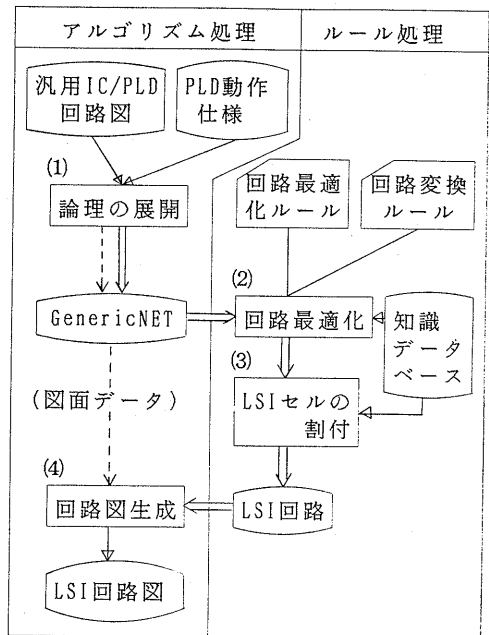 アルゴリズム処理
ルール処理
汎用IC/PLD
回路図
PLD動作
仕様
(1)
論理の展開
回路最適
化ルール
回路変換
ルール
(2)
GenericNET
回路最適化
知識
データ
ベース
(3)
(図面データ)
LSIセルの
割付
(4)
回路図生成
LSI回路
LSI回路図